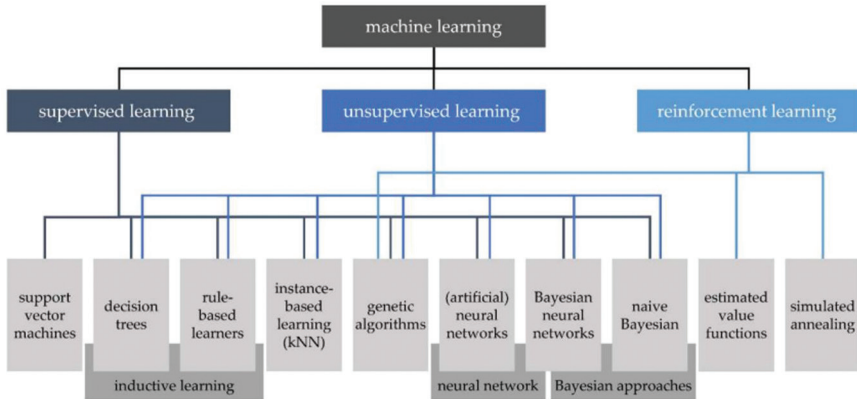 machine learning
supervised learning
unsupervised learning
reinforcement learning
support
vector
machines
decision
trees
rule-
based
learners
instance-
based
learning
(kNN)
genetic
algorithms
(artificial)
neural
networks
Bayesian
neural
networks
naive
Bayesian
estimated
value
functions
simulated
annealing
inductive learning
neural network
Bayesian approaches